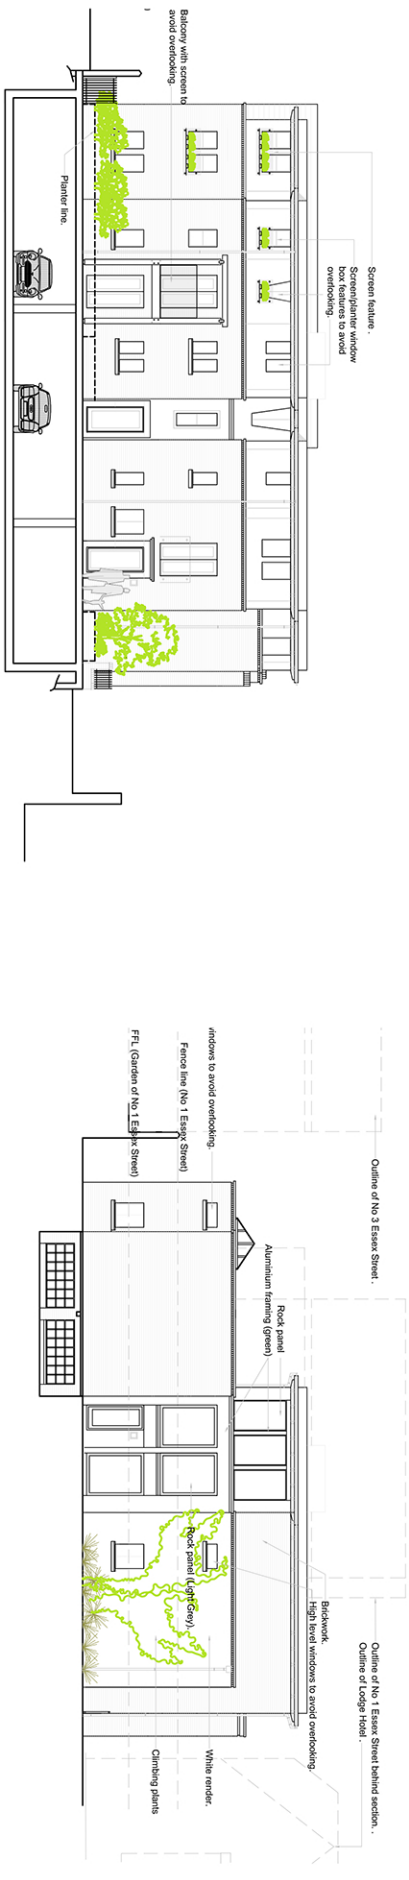 Balcony with screen to
avoid overlooking.
Planter line.
Screen feature .
Screen/planter window
box features to avoid
overlooking.
FFL (Garden of No 1 Essex Street)
Fence line (No 1 Essex Street)
windows to avoid overlooking.
Outline of No 3 Essex Street .
Rock panel
Aluminium framing (green)
Rock panel (Light Grey).
Brickwork.
High level windows to avoid overlooking.
Outline of No 1 Essex Street behind section. .
Outline of Lodge Hotel .
White render.
Climbing plants